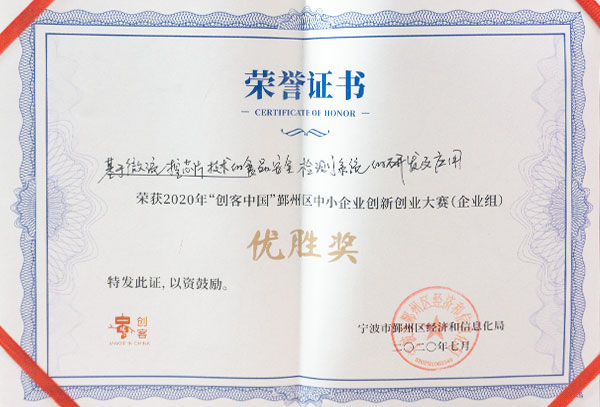 荣誉证书
CERTIFICATE OF HONOR
基于微流控芯片技术的食品安全检测系统的研发及应用
荣获2020年“创客中国”鄞州区中小企业创新创业大赛(企业组)
优胜奖
特发此证,以资鼓励。
创客
宁波市鄞州区经济和信息化局
二〇二〇年七月